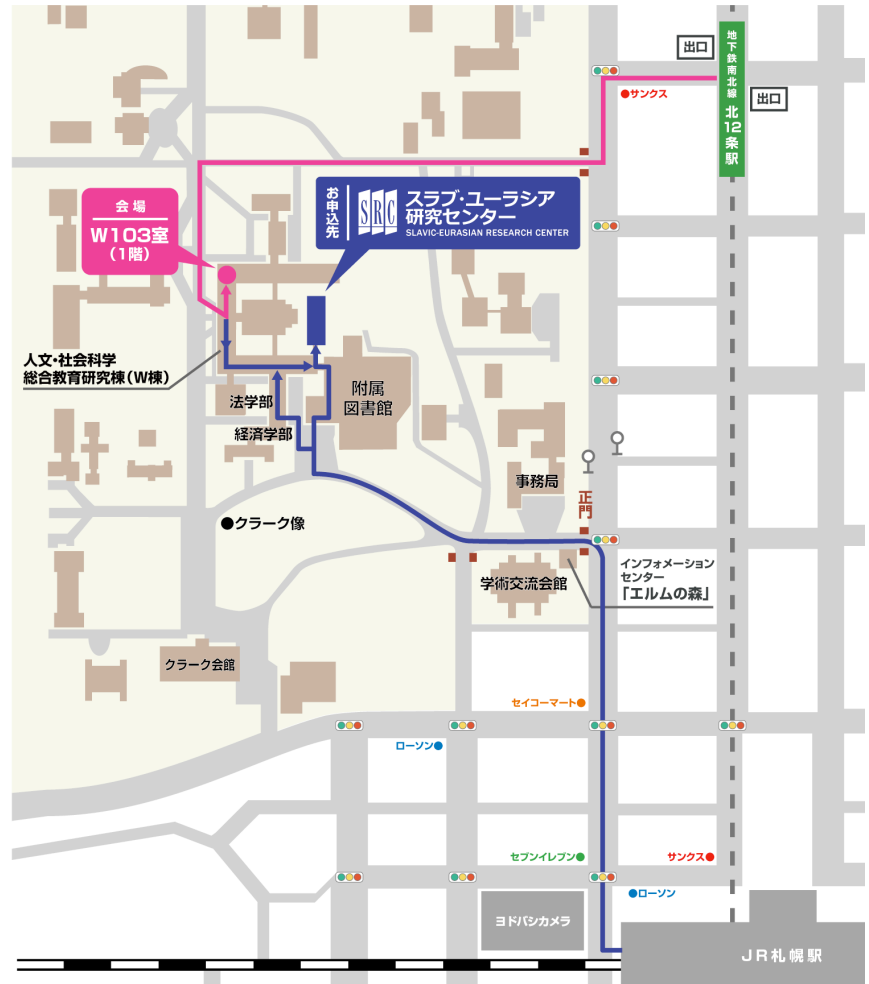 出口
地下鉄南北線
北12条駅
出口
サンクス
会場
W103室
(1階)
お申込先
SRC
スラブ・ユーラシア
研究センター
SLAVIC-EURASIAN RESEARCH CENTER
人文・社会科学
総合教育研究棟(W棟)
法学部
経済学部
附属
図書館
事務局
正門
クラーク像
学術交流会館
インフォメーション
センター
「エルムの森」
クラーク会館
セイコーマート
ローソン
セブンイレブン
サンクス
ローソン
ヨドバシカメラ
JR札幌駅